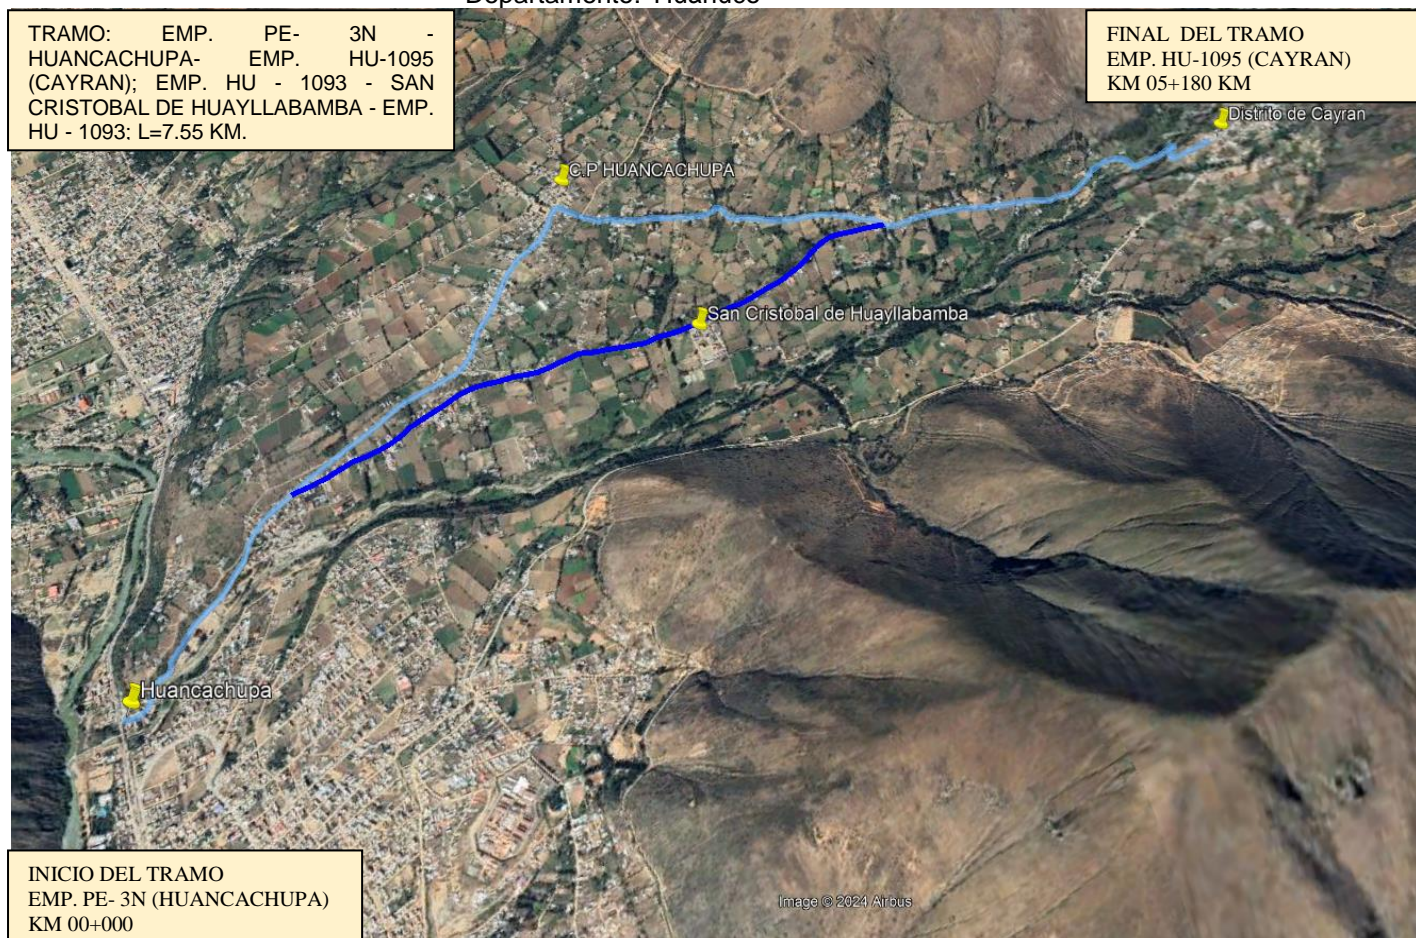 Departamento: Huánuco
TRAMO: EMP. PE- 3N -
HUANCACHUPA- EMP. HU-1095
(CAYRAN); EMP. HU - 1093 - SAN
CRISTOBAL DE HUAYLLABAMBA - EMP.
HU - 1093: L=7.55 KM.
FINAL DEL TRAMO
EMP. HU-1095 (CAYRAN)
KM 05+180 KM
Distrito de Cayran
C.P HUANCACHUPA
San Cristobal de Huayllabamba
Huancachupa
INICIO DEL TRAMO
EMP. PE- 3N (HUANCACHUPA)
KM 00+000
Image © 2024 Airbus